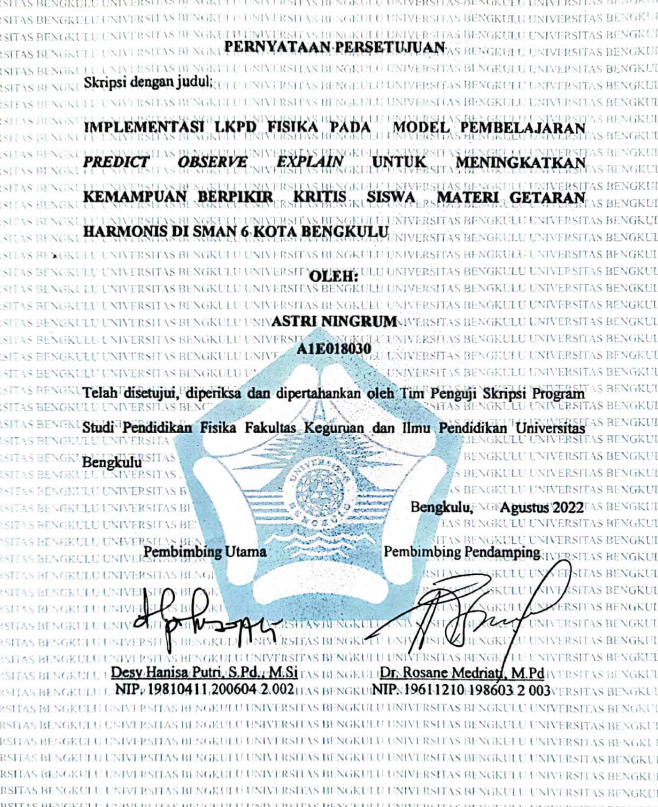 PERNYATAAN PERSETUJUAN
Skripsi dengan judul:
IMPLEMENTASI LKPD FISIKA PADA MODEL PEMBELAJARAN
PREDICT OBSERVE EXPLAIN UNTUK MENINGKATKAN
KEMAMPUAN BERPIKIR KRITIS SISWA MATERI GETARAN
HARMONIS DI SMAN 6 KOTA BENGKULU
OLEH:
ASTRI NINGRUM
A1E018030
Telah disetujui, diperiksa dan dipertahankan oleh Tim Penguji Skripsi Program
Studi Pendidikan Fisika Fakultas Keguruan dan Ilmu Pendidikan Universitas
Bengkulu
UNIVERSITAS
BENGKULU
Bengkulu, Agustus 2022
Pembimbing Utama Pembimbing Pendamping
Desy Hanisa Putri, S.Pd., M.Si Dr. Rosane Medriati, M.Pd
NIP. 19810411 200604 2 002 NIP. 19611210 198603 2 003